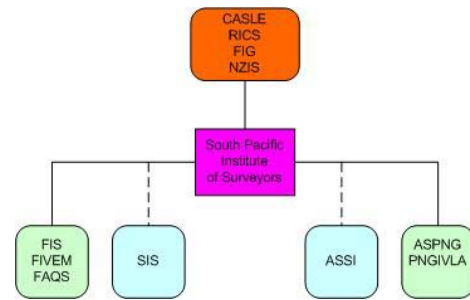 CASLE
RICS
FIG
NZIS
South Pacific
Institute
of Surveyors
FIS
FIVEM
FAQS
SIS
ASSI
ASPNG
PNGIVLA